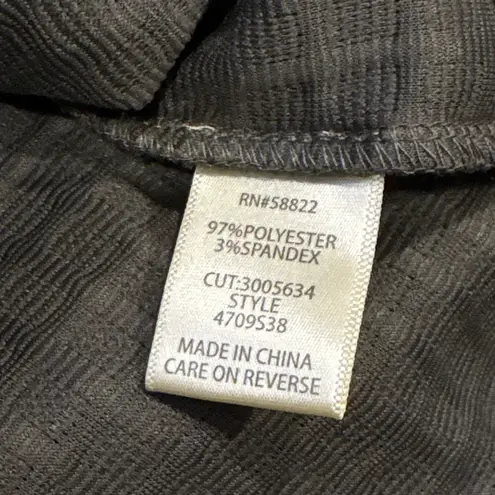 RN#58822
97%POLYESTER
3%SPANDEX
CUT:3005634
STYLE
4709S38
MADE IN CHINA
CARE ON REVERSE